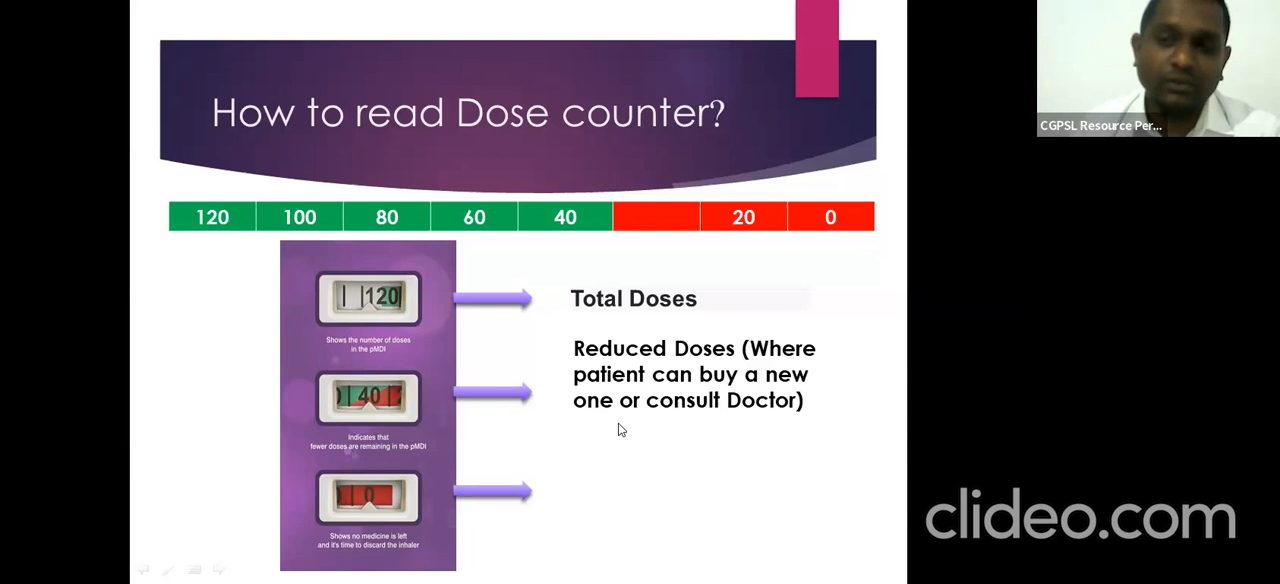 How to read Dose counter?
CGPSL Resource Per...
120 100 80 60 40 20 0
120
Shows the number of doses
in the pMDI
Total Doses
Reduced Doses (Where
patient can buy a new
one or consult Doctor)
40
Indicates that
fewer doses are remaining in the pMDI
0
Shows no medicine is left
and it's time to discard the inhaler
clideo.com